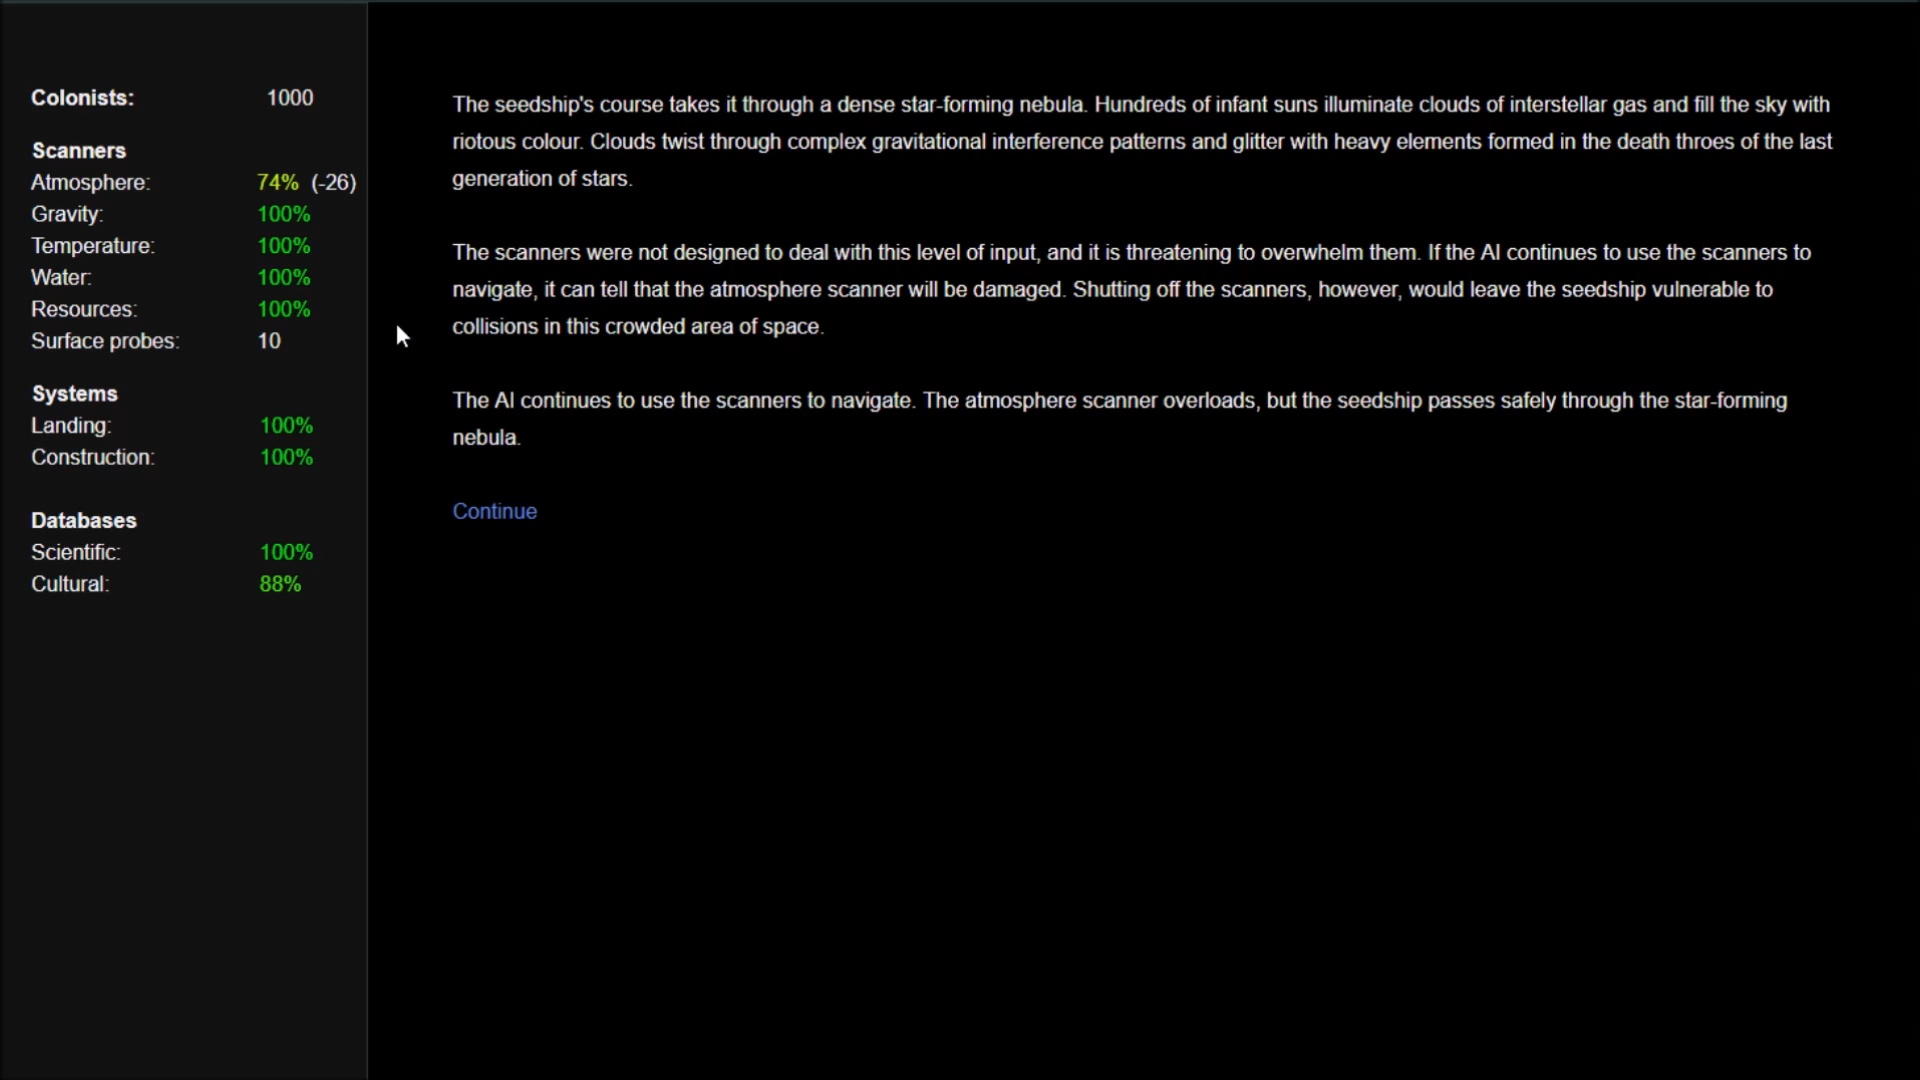 Colonists: 1000
Scanners
Atmosphere: 74% (-26)
Gravity: 100%
Temperature: 100%
Water: 100%
Resources: 100%
Surface probes: 10
Systems
Landing: 100%
Construction: 100%
Databases
Scientific: 100%
Cultural: 88%
The seedship's course takes it through a dense star-forming nebula. Hundreds of infant suns illuminate clouds of interstellar gas and fill the sky with
riotous colour. Clouds twist through complex gravitational interference patterns and glitter with heavy elements formed in the death throes of the last
generation of stars.
The scanners were not designed to deal with this level of input, and it is threatening to overwhelm them. If the AI continues to use the scanners to
navigate, it can tell that the atmosphere scanner will be damaged. Shutting off the scanners, however, would leave the seedship vulnerable to
collisions in this crowded area of space.
The AI continues to use the scanners to navigate. The atmosphere scanner overloads, but the seedship passes safely through the star-forming
nebula.
Continue